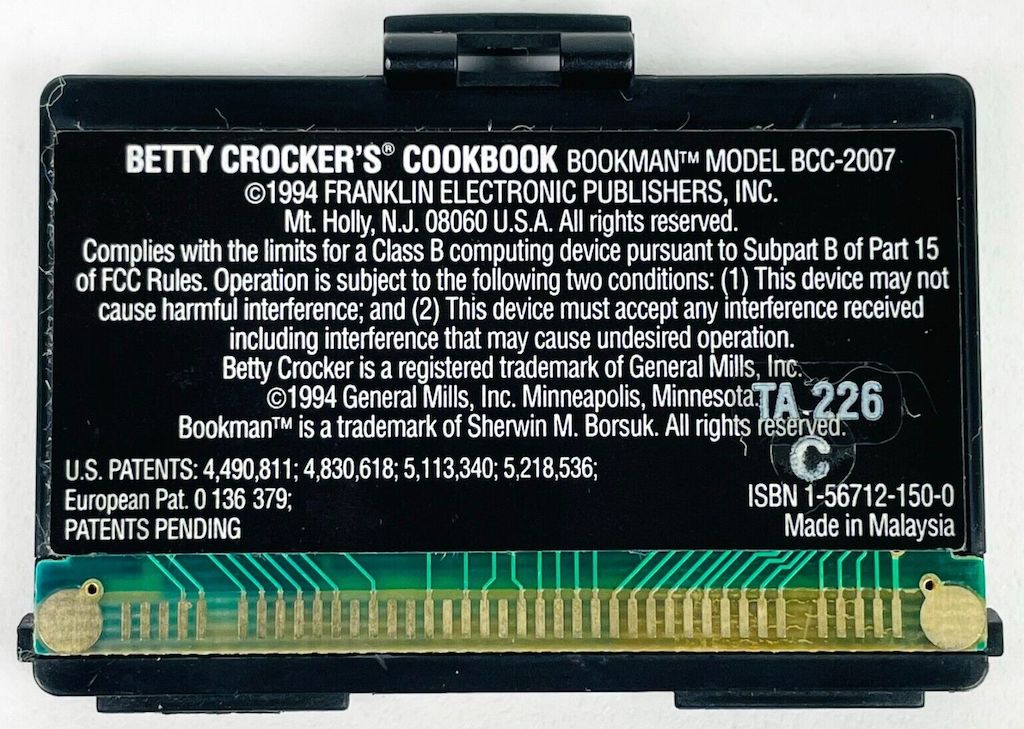 BETTY CROCKER'S® COOKBOOK BOOKMAN™ MODEL BCC-2007
©1994 FRANKLIN ELECTRONIC PUBLISHERS, INC.
Mt. Holly, N.J. 08060 U.S.A. All rights reserved.
Complies with the limits for a Class B computing device pursuant to Subpart B of Part 15
of FCC Rules. Operation is subject to the following two conditions: (1) This device may not
cause harmful interference; and (2) This device must accept any interference received
including interference that may cause undesired operation.
Betty Crocker is a registered trademark of General Mills, Inc.
©1994 General Mills, Inc. Minneapolis, Minnesota.
TA 226
Bookman™ is a trademark of Sherwin M. Borsuk. All rights reserved.
C
U.S. PATENTS: 4,490,811; 4,830,618; 5,113,340; 5,218,536;
European Pat. 0 136 379;
PATENTS PENDING
ISBN 1-56712-150-0
Made in Malaysia